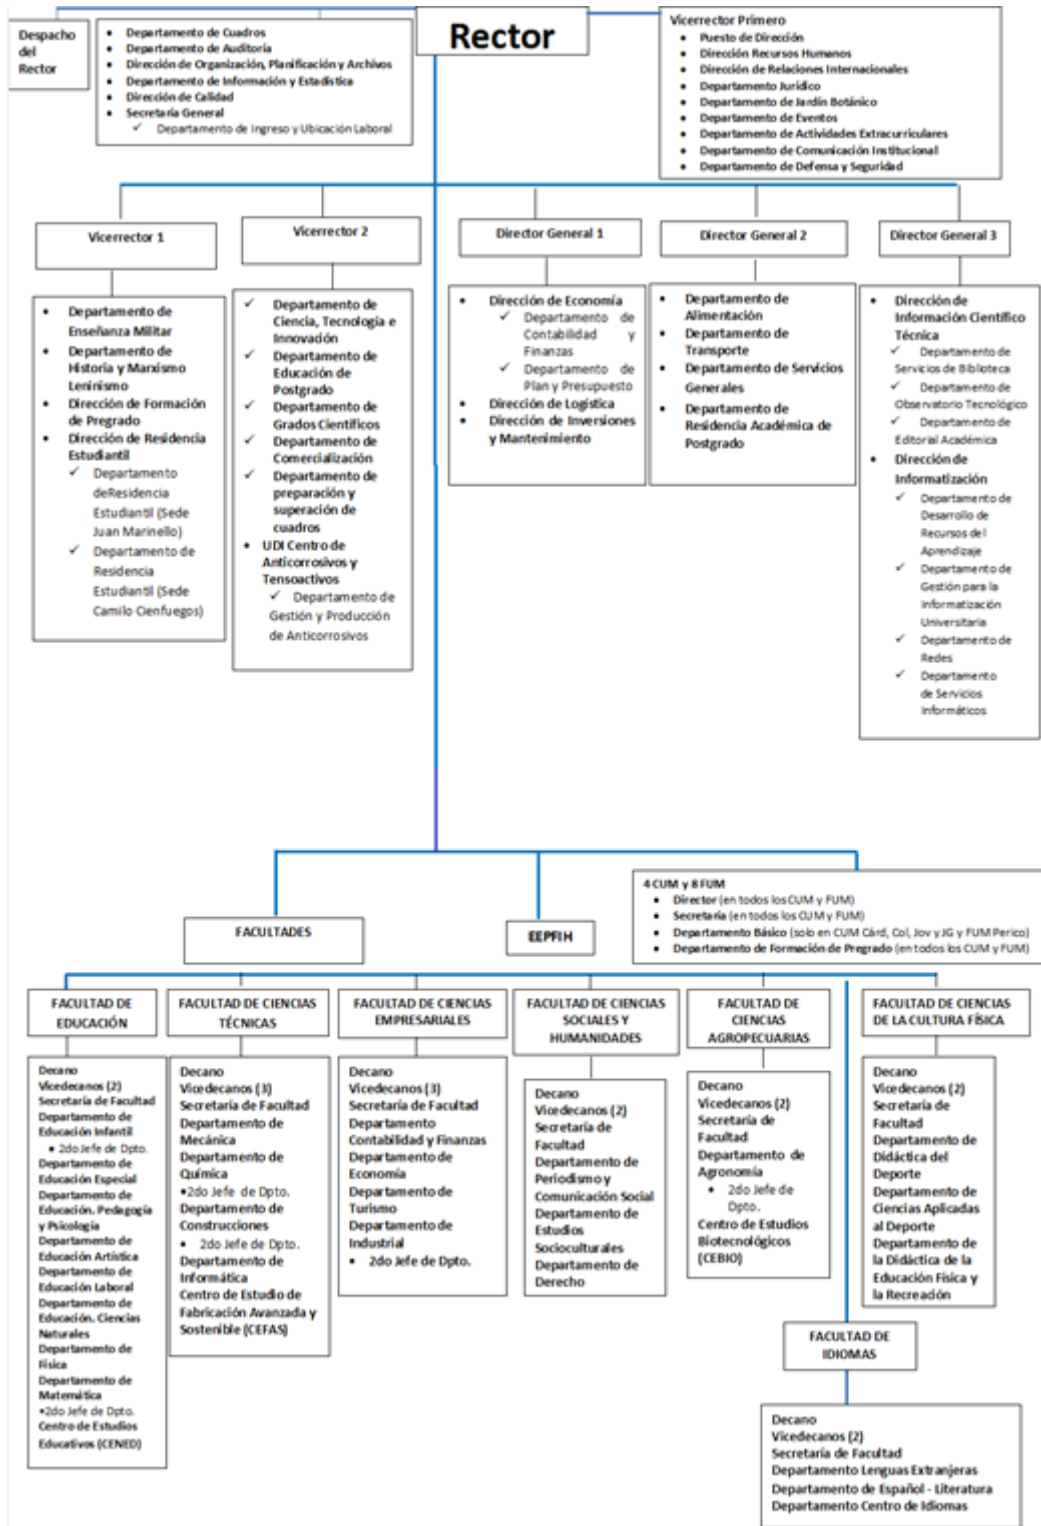 Rector
Despacho
del
Rector
• Departamento de Cuadros
• Departamento de Auditoría
• Dirección de Organización, Planificación y Archivos
• Departamento de Información y Estadística
• Dirección de Calidad
• Secretaría General
✓ Departamento de Ingreso y Ubicación Laboral
Vicerrector Primero
• Puesto de Dirección
• Dirección Recursos Humanos
• Dirección de Relaciones Internacionales
• Departamento Jurídico
• Departamento de Jardín Botánico
• Departamento de Eventos
• Departamento de Actividades Extracurriculares
• Departamento de Comunicación Institucional
• Departamento de Defensa y Seguridad
Vicerrector 1
• Departamento de
Enseñanza Militar
• Departamento de
Historia y Marxismo
Leninismo
• Dirección de Formación
de Pregrado
• Dirección de Residencia
Estudiantil
✓ Departamento
deResidencia
Estudiantil (Sede
Juan Marinello)
✓ Departamento de
Residencia
Estudiantil (Sede
Camilo Cienfuegos)
Vicerrector 2
✓ Departamento de
Ciencia, Tecnología e
Innovación
✓ Departamento de
Educación de
Postgrado
✓ Departamento de
Grados Científicos
✓ Departamento de
Comercialización
✓ Departamento de
preparación y
superación de
cuadros
• UDI Centro de
Anticorrosivos y
Tensoactivos
✓ Departamento de
Gestión y Producción
de Anticorrosivos
Director General 1
• Dirección de Economía
✓ Departamento de
Contabilidad y
Finanzas
✓ Departamento de
Plan y Presupuesto
• Dirección de Logística
• Dirección de Inversiones
y Mantenimiento
Director General 2
• Departamento de
Alimentación
• Departamento de
Transporte
• Departamento de Servicios
Generales
• Departamento de
Residencia Académica de
Postgrado
Director General 3
• Dirección de
Información Científico
Técnica
✓ Departamento de
Servicios de Biblioteca
✓ Departamento de
Observatorio Tecnológico
✓ Departamento de
Editorial Académica
• Dirección de
Informatización
✓ Departamento de
Desarrollo de
Recursos del
Aprendizaje
✓ Departamento de
Gestión para la
Informatización
Universitaria
✓ Departamento de
Redes
✓ Departamento
de Servicios
Informáticos
FACULTADES
EEPFIH
4 CUM y 8 FUM
• Director (en todos los CUM y FUM)
• Secretaría (en todos los CUM y FUM)
• Departamento Básico (solo en CUM Cárd, Col, Jov y JG y FUM Perico)
• Departamento de Formación de Pregrado (en todos los CUM y FUM)
FACULTAD DE
EDUCACIÓN
Decano
Vicedecanos (2)
Secretaría de Facultad
Departamento de
Educación Infantil
• 2do Jefe de Dpto.
Departamento de
Educación Especial
Departamento de
Educación. Pedagogía
y Psicología
Departamento de
Educación Artística
Departamento de
Educación Laboral
Departamento de
Educación. Ciencias
Naturales
Departamento de
Física
Departamento de
Matemática
•2do Jefe de Dpto.
Centro de Estudios
Educativos (CENED)
FACULTAD DE CIENCIAS
TÉCNICAS
Decano
Vicedecanos (3)
Secretaría de Facultad
Departamento de
Mecánica
Departamento de
Química
•2do Jefe de Dpto.
Departamento de
Construcciones
• 2do Jefe de Dpto.
Departamento de
Informática
Centro de Estudio de
Fabricación Avanzada y
Sostenible (CEFAS)
FACULTAD DE CIENCIAS
EMPRESARIALES
Decano
Vicedecanos (3)
Secretaría de Facultad
Departamento
Contabilidad y Finanzas
Departamento de
Economía
Departamento de
Turismo
Departamento de
Industrial
• 2do Jefe de Dpto.
FACULTAD DE CIENCIAS
SOCIALES Y
HUMANIDADES
Decano
Vicedecanos (2)
Secretaría de
Facultad
Departamento de
Periodismo y
Comunicación Social
Departamento de
Estudios
Socioculturales
Departamento de
Derecho
FACULTAD DE
CIENCIAS
AGROPECUARIAS
Decano
Vicedecanos (2)
Secretaría de
Facultad
Departamento de
Agronomía
• 2do Jefe de
Dpto.
Centro de Estudios
Biotecnológicos
(CEBIO)
FACULTAD DE CIENCIAS
DE LA CULTURA FÍSICA
Decano
Vicedecanos (2)
Secretaría de
Facultad
Departamento de
Didáctica del
Deporte
Departamento de
Ciencias Aplicadas
al Deporte
Departamento de
la Didáctica de la
Educación Física y
la Recreación
FACULTAD DE
IDIOMAS
Decano
Vicedecanos (2)
Secretaría de Facultad
Departamento Lenguas Extranjeras
Departamento de Español - Literatura
Departamento Centro de Idiomas